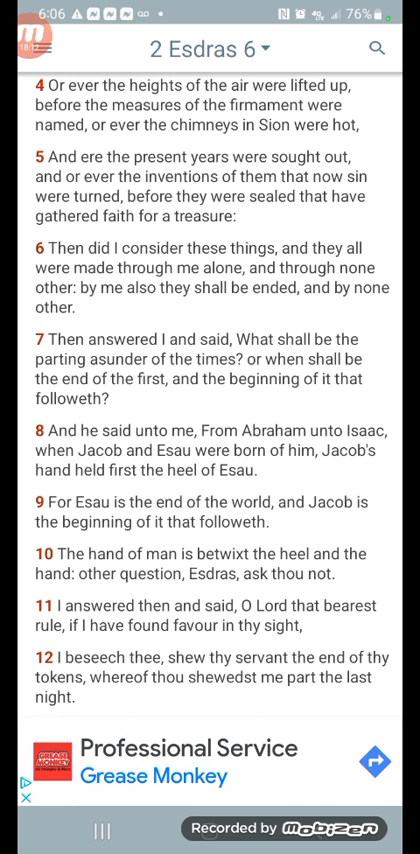 6:06
76%
18:12
2 Esdras 6
4 Or ever the heights of the air were lifted up,
before the measures of the firmament were
named, or ever the chimneys in Sion were hot,
5 And ere the present years were sought out,
and or ever the inventions of them that now sin
were turned, before they were sealed that have
gathered faith for a treasure:
6 Then did I consider these things, and they all
were made through me alone, and through none
other: by me also they shall be ended, and by none
other.
7 Then answered I and said, What shall be the
parting asunder of the times? or when shall be
the end of the first, and the beginning of it that
followeth?
8 And he said unto me, From Abraham unto Isaac,
when Jacob and Esau were born of him, Jacob's
hand held first the heel of Esau.
9 For Esau is the end of the world, and Jacob is
the beginning of it that followeth.
10 The hand of man is betwixt the heel and the
hand: other question, Esdras, ask thou not.
11 I answered then and said, O Lord that bearest
rule, if I have found favour in thy sight,
12 I beseech thee, shew thy servant the end of thy
tokens, whereof thou shewedst me part the last
night.
GREASE
MONKEY
Professional Service
Grease Monkey
Recorded by mobizen